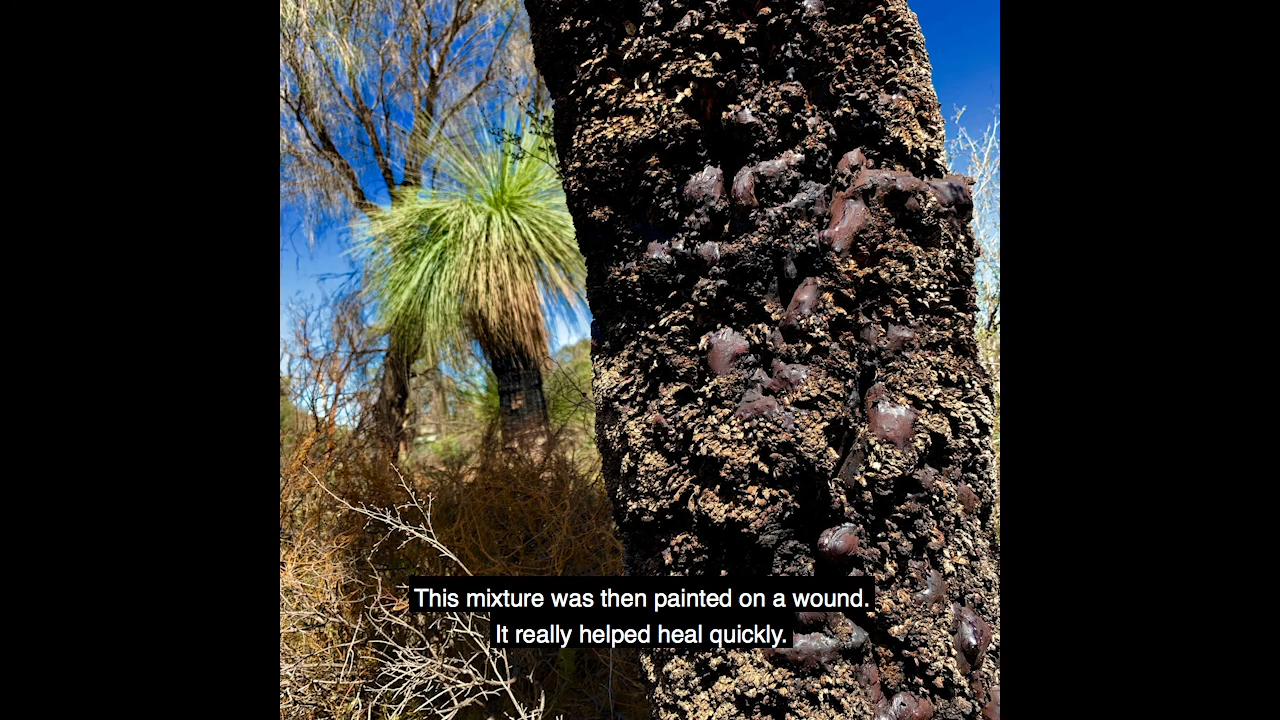 This mixture was then painted on a wound.
It really helped heal quickly.